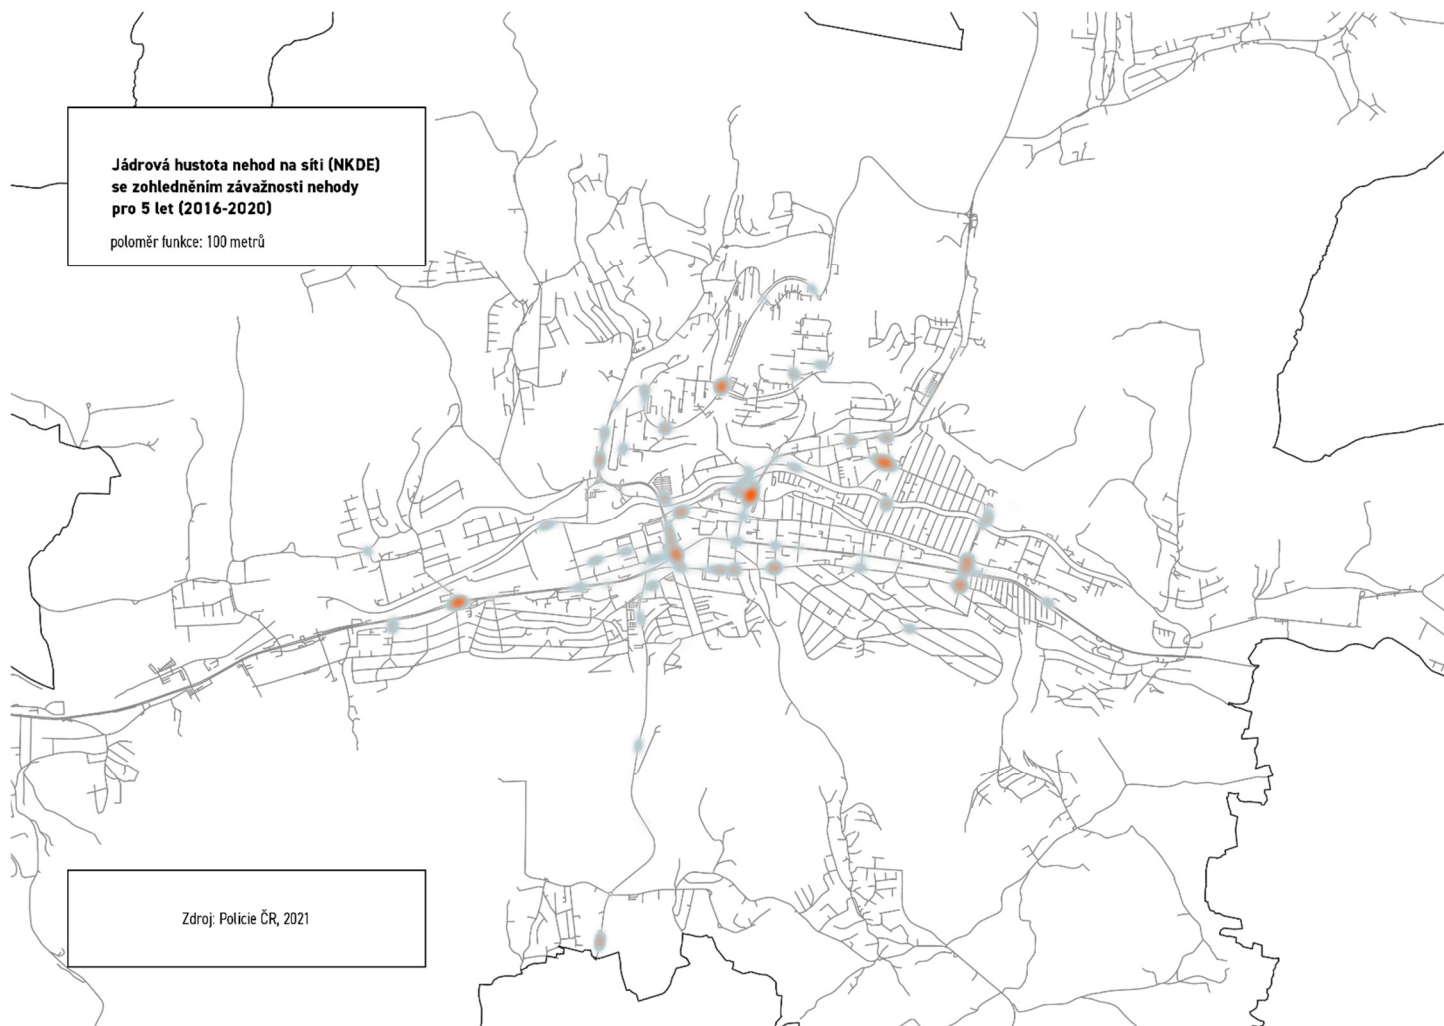 Jádrová hustota nehod na síti (NKDE)
se zohledněním závažnosti nehody
pro 5 let (2016-2020)
poloměr funkce: 100 metrů
Zdroj: Policie ČR, 2021